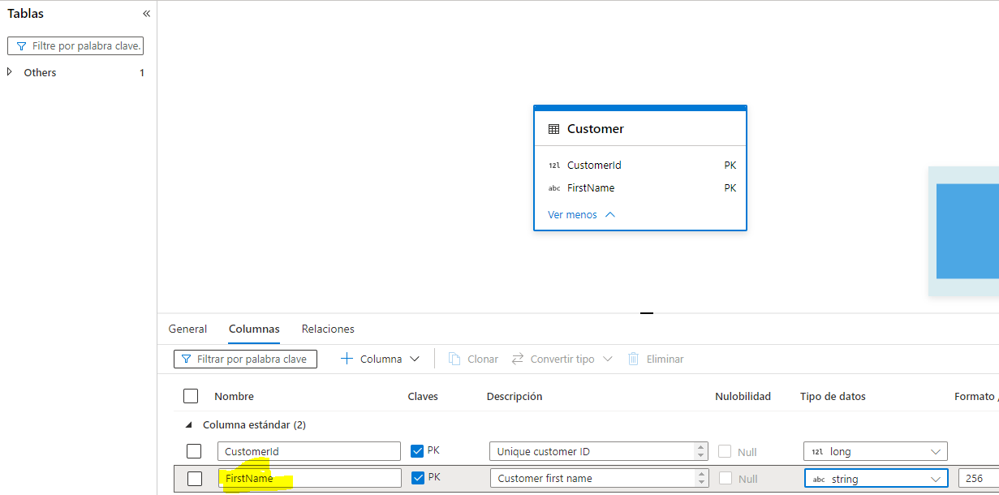 Tablas «
Filtre por palabra clave.
Others 1
Customer
12l CustomerId PK
abc FirstName PK
Ver menos
General Columnas Relaciones
Filtrar por palabra clave + Columna Clonar Convertir tipo Eliminar
Nombre Claves Descripción Nulobilidad Tipo de datos Formato /
Columna estándar (2)
CustomerId PK Unique customer ID Null 12l long
FirstName PK Customer first name Null abc string 256